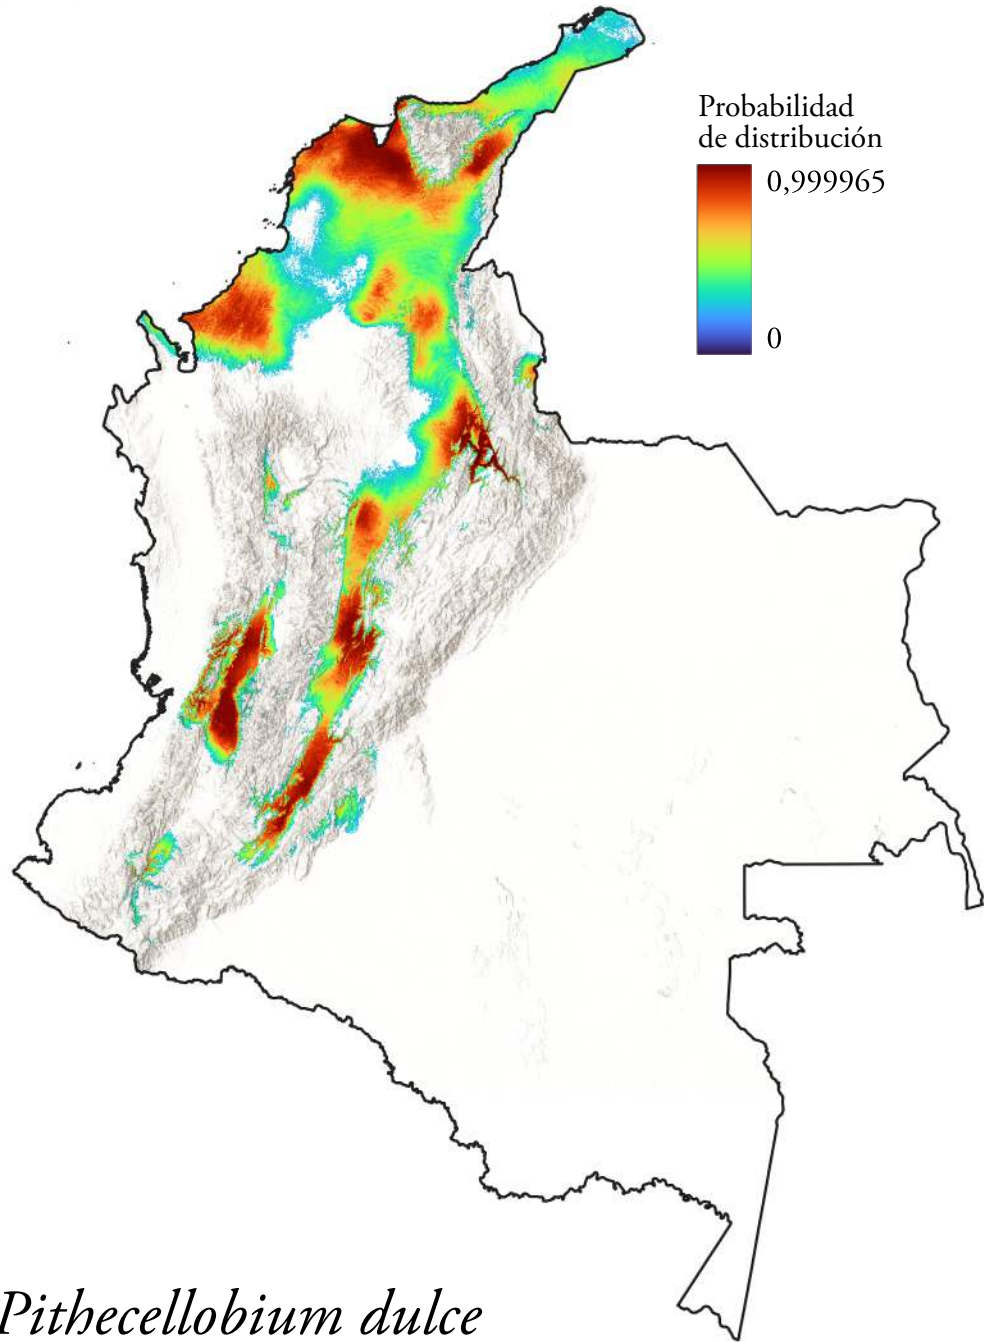 Probabilidad
de distribución
0,999965
0
Pithecellobium dulce